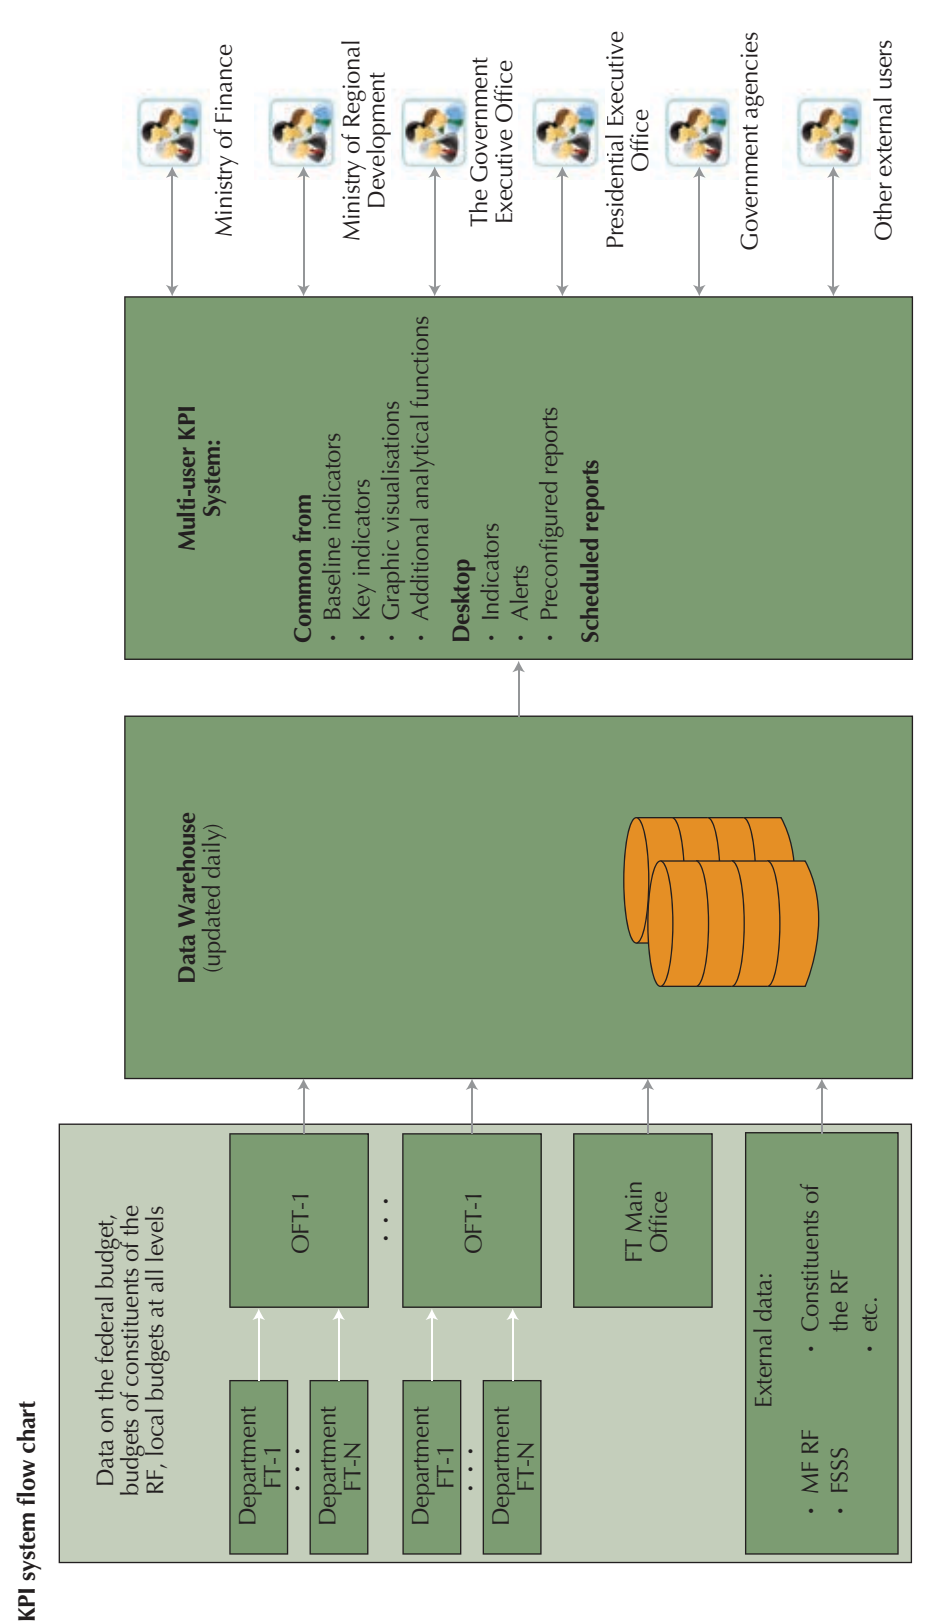 KPI system flow chart
Data on the federal budget,
budgets of constituents of the
RF, local budgets at all levels
Department
FT-1
. . .
Department
FT-N
OFT-1
. . .
Department
FT-1
. . .
Department
FT-N
OFT-1
FT Main
Office
External data:
• MF RF
• FSSS
• Constituents of
the RF
• etc.
Data Warehouse
(updated daily)
Multi-user KPI
System:
Common from
• Baseline indicators
• Key indicators
• Graphic visualisations
• Additional analytical functions
Desktop
• Indicators
• Alerts
• Preconfigured reports
Scheduled reports
Ministry of Finance
Ministry of Regional
Development
The Government
Executive Office
Presidential Executive
Office
Government agencies
Other external users